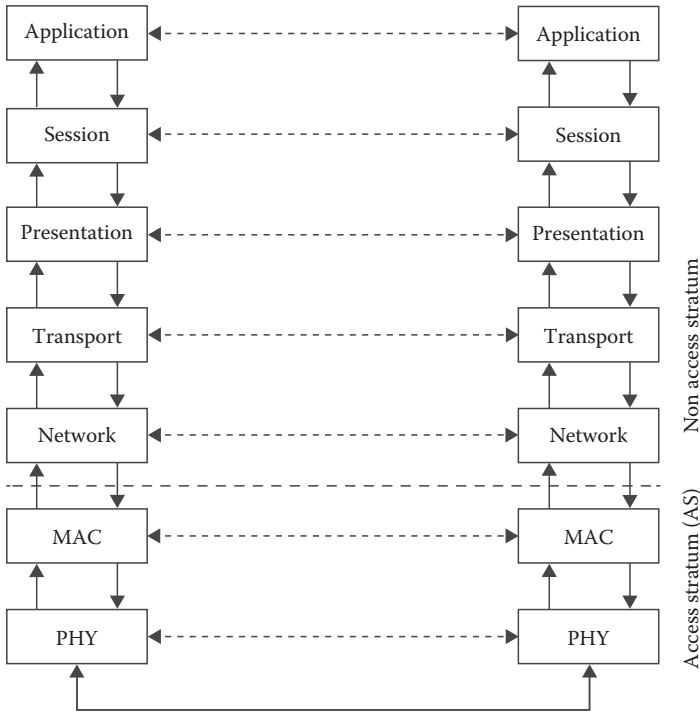 Application
Application
Session
Session
Presentation
Presentation
Transport
Transport
Network
Network
MAC
MAC
PHY
PHY
Non access stratum
Access stratum (AS)